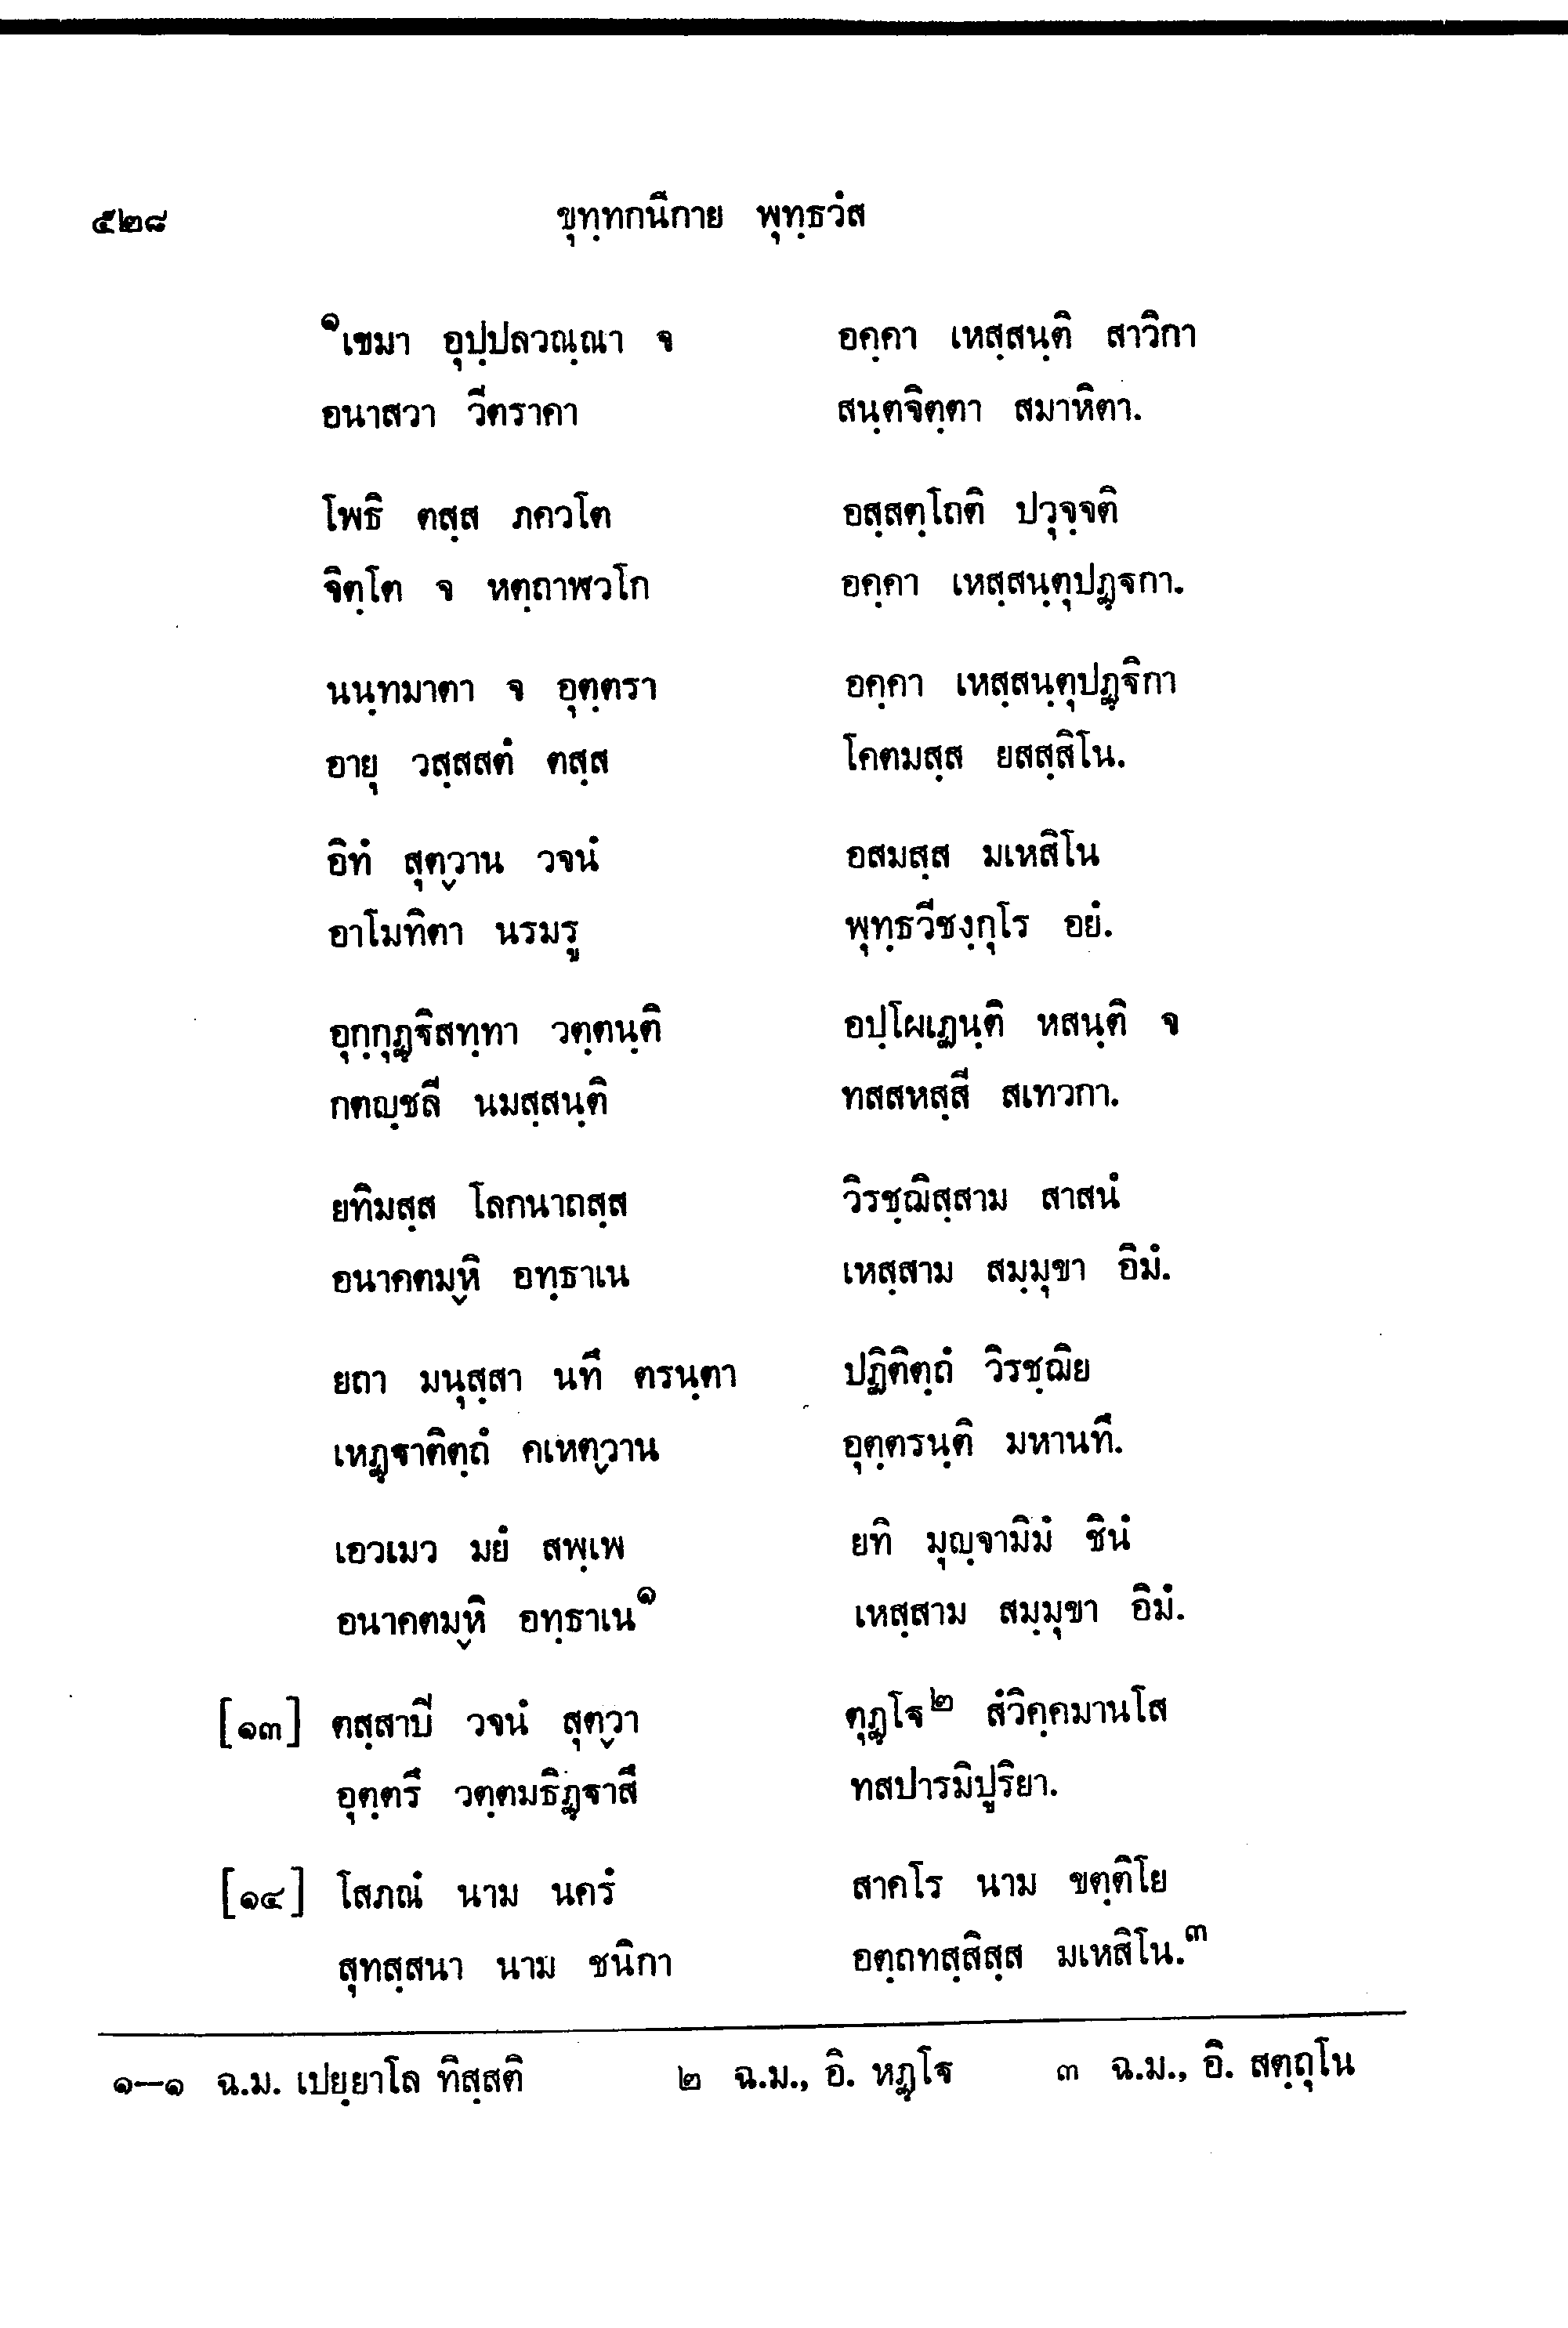 ๕๒๘ ขุทฺทกนิกาย พุทฺธวํส
๑เขมา อุปฺปลวณฺณา จ อคฺคา เหสฺสนฺติ สาวิกา
อนาสวา วีตราคา สนฺตจิตฺตา สมาหิตา.
โพธิ ตสฺส ภควโต อสฺสตฺโถติ ปวุจฺจติ
จิตฺโต จ หตฺถาฬวโก อคฺคา เหสฺสนฺตุปฏฺฐกา.
นนฺทมาตา จ อุตฺตรา อคฺคา เหสฺสนฺตุปฏฺฐิกา
อายุ วสฺสสตํ ตสฺส โคตมสฺส ยสสฺสิโน.
อิทํ สุตฺวาน วจนํ อสมสฺส มเหสิโน
อาโมทิตา นรมรู พุทฺธวีชงฺกุโร อยํ.
อุกฺกุฏฺฐิสทฺทา วตฺตนฺติ อปฺโผเฏนฺติ หสนฺติ จ
กตญฺชลี นมสฺสนฺติ ทสสหสฺสี สเทวกา.
ยทิมสฺส โลกนาถสฺส วิรชฺฌิสฺสาม สาสนํ
อนาคตมฺหิ อทฺธาเน เหสฺสาม สมฺมุขา อิมํ.
ยถา มนุสฺสา นทึ ตรนฺตา ปฏิติตฺถํ วิรชฺฌิย
เหฏฺฐาติตฺถํ คเหตฺวาน อุตฺตรนฺติ มหานทึ.
เอวเมว มยํ สพฺเพ ยทิ มุญฺจามิมํ ชินํ
อนาคตมฺหิ อทฺธาเน๑ เหสฺสาม สมฺมุขา อิมํ.
[๑๓] ตสฺสาปิ วจนํ สุตฺวา ตุฏฺโฐ๒ สํวิคฺคมานโส
อุตฺตรึ วตฺตมธิฏฺฐาสึ ทสปารมิปูริยา.
[๑๔] โสภณํ นาม นครํ สาคโร นาม ขตฺติโย
สุทสฺสนา นาม ชนิกา อตฺถทสฺสิสฺส มเหสิโน.๓
๑—๑ ฉ.ม. เปยฺยาโล ทิสฺสติ ๒ ฉ.ม., อิ. หฏฺโฐ ๓ ฉ.ม., อิ. สตฺถุโน